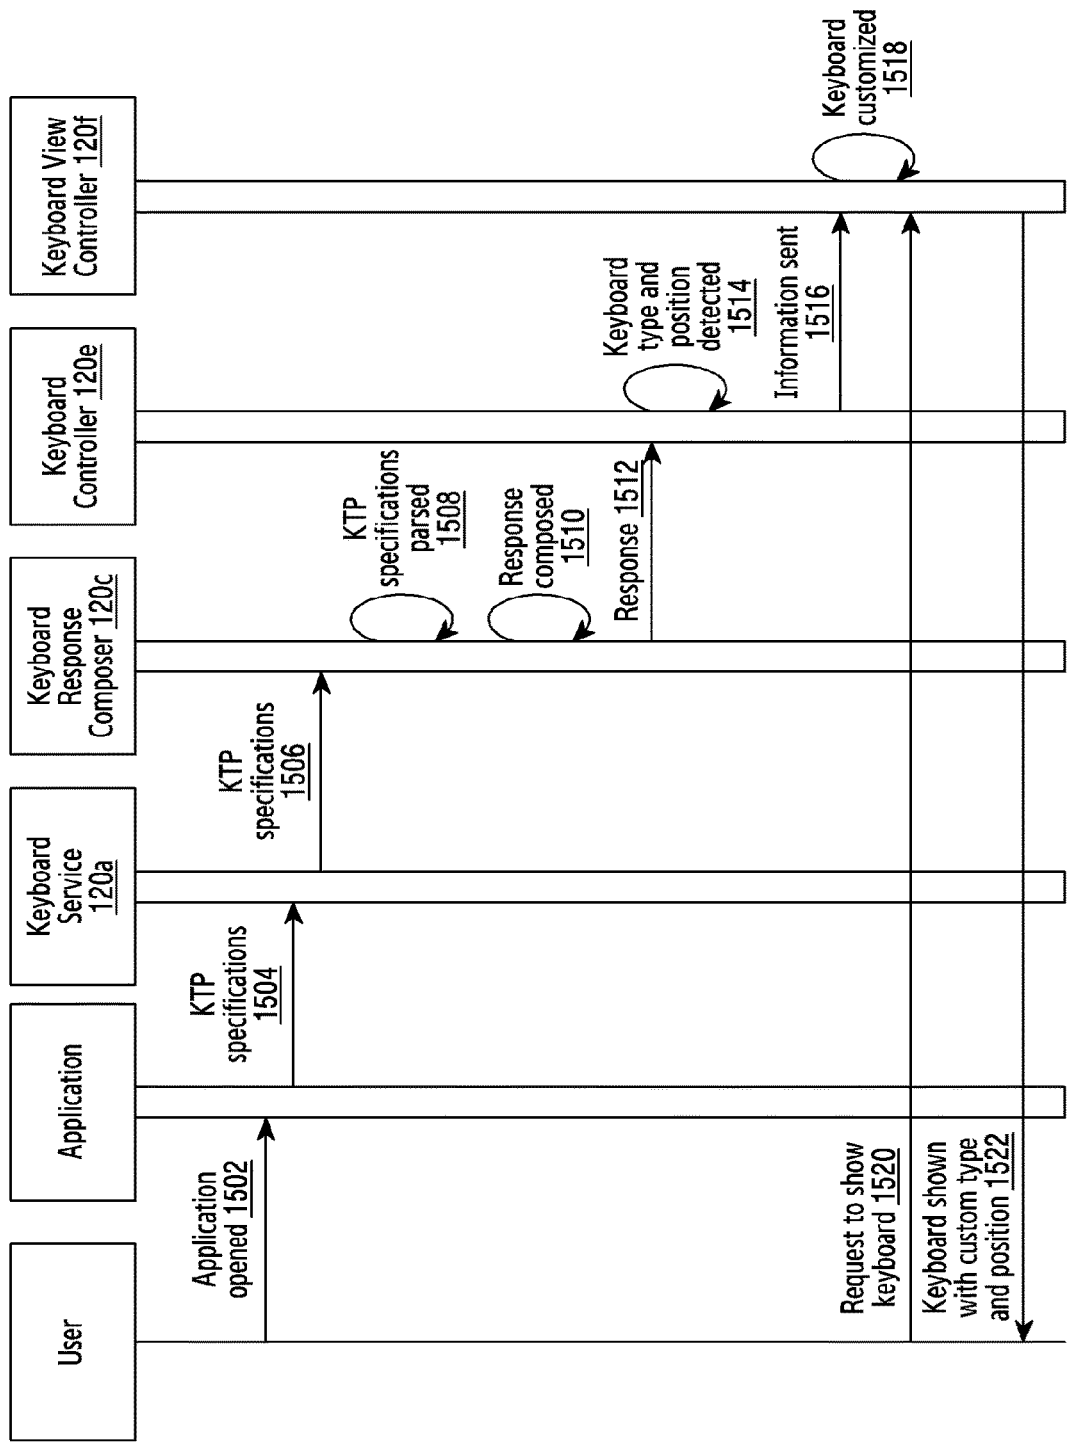 User
Application
Keyboard
Service
120a
Keyboard
Response
Composer 120c
Keyboard
Controller 120e
Keyboard View
Controller 120f
Application
opened 1502
KTP
specifications
1504
KTP
specifications
1506
KTP
specifications
parsed
1508
Response
composed
1510
Response 1512
Keyboard
type and
position
detected
1514
Information sent
1516
Keyboard
customized
1518
Request to show
keyboard 1520
Keyboard shown
with custom type
and position 1522